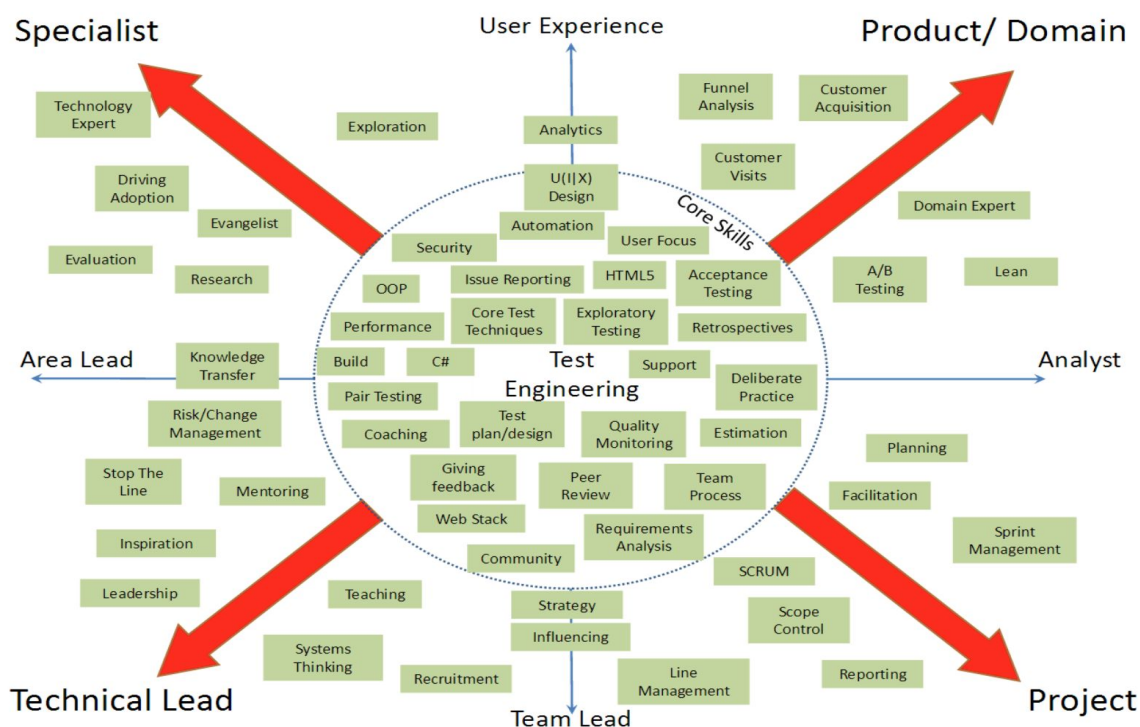 Specialist
User Experience
Product/ Domain
Technology
Expert
Exploration
Analytics
Funnel
Analysis
Customer
Acquisition
Driving
Adoption
U(I|X)
Design
Customer
Visits
Evangelist
Automation
Core Skills
Domain Expert
Evaluation
Research
Security
User Focus
OOP
Issue Reporting
HTML5
Acceptance
Testing
A/B
Testing
Lean
Performance
Core Test
Techniques
Exploratory
Testing
Retrospectives
Area Lead
Knowledge
Transfer
Build
C#
Test
Engineering
Support
Analyst
Pair Testing
Deliberate
Practice
Risk/Change
Management
Coaching
Test
plan/design
Quality
Monitoring
Estimation
Planning
Stop The
Line
Mentoring
Giving
feedback
Peer
Review
Team
Process
Facilitation
Inspiration
Web Stack
Requirements
Analysis
Sprint
Management
Community
SCRUM
Leadership
Teaching
Strategy
Scope
Control
Influencing
Systems
Thinking
Recruitment
Line
Management
Reporting
Technical Lead
Team Lead
Project